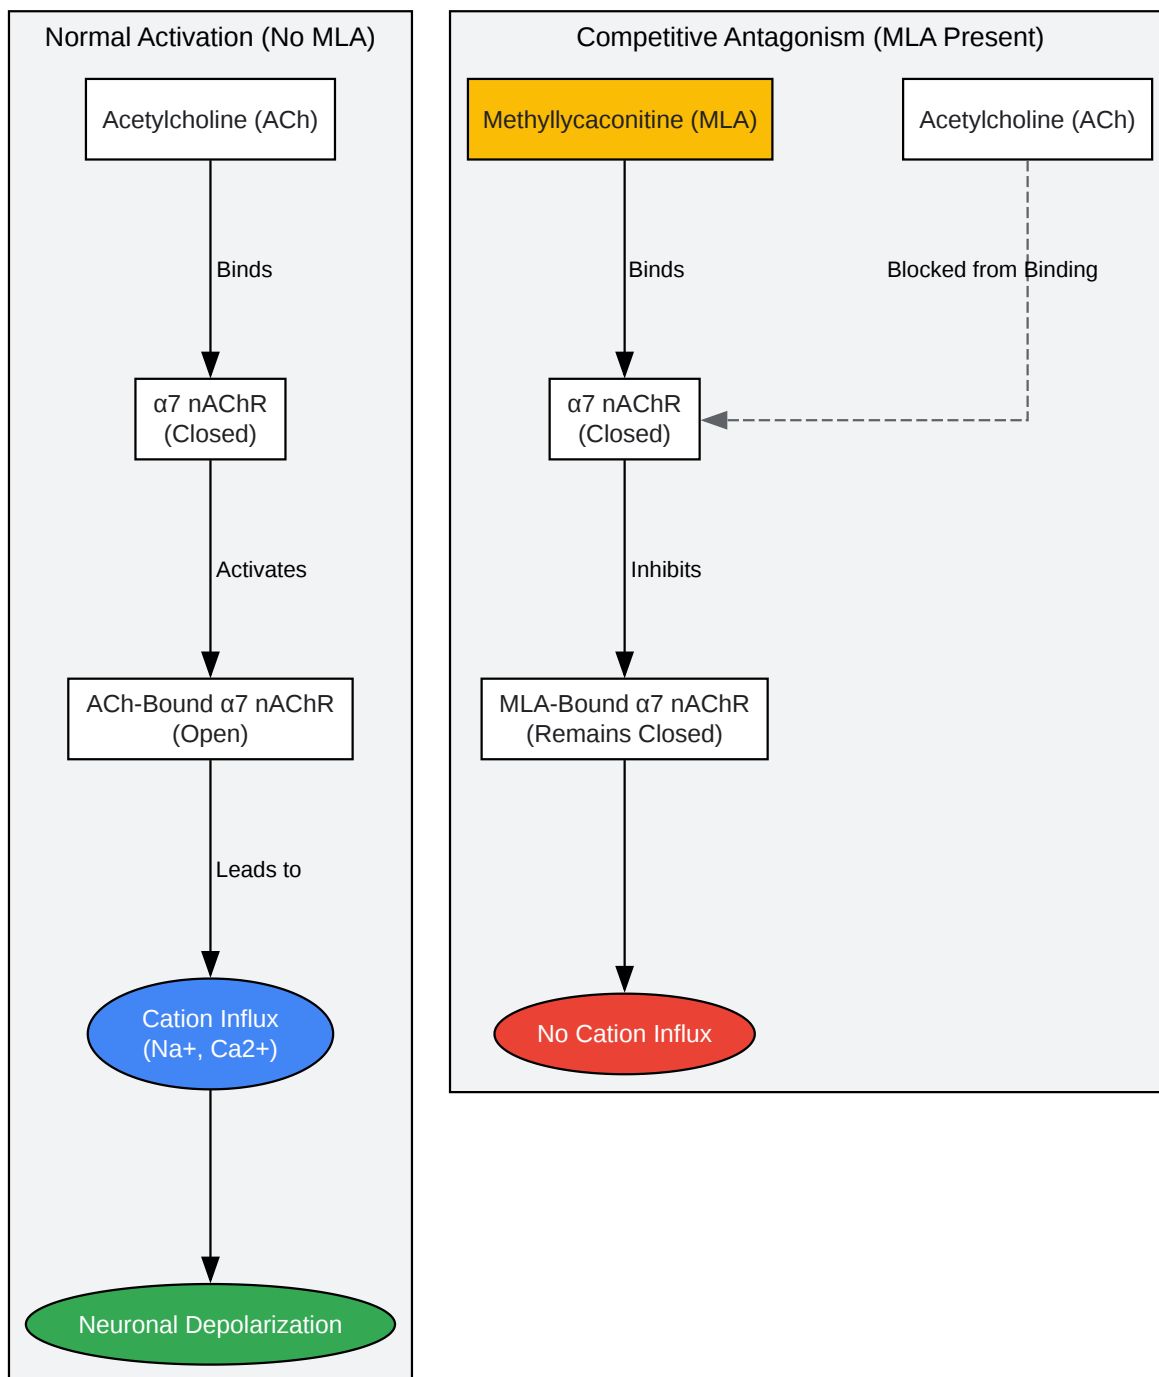 Normal Activation (No MLA)
Acetylcholine (ACh)
Binds
α7 nAChR
(Closed)
Activates
ACh-Bound α7 nAChR
(Open)
Leads to
Cation Influx
(Na+, Ca2+)
Neuronal Depolarization
Competitive Antagonism (MLA Present)
Methyllycaconitine (MLA)
Acetylcholine (ACh)
Binds
Blocked from Binding
α7 nAChR
(Closed)
Inhibits
MLA-Bound α7 nAChR
(Remains Closed)
No Cation Influx